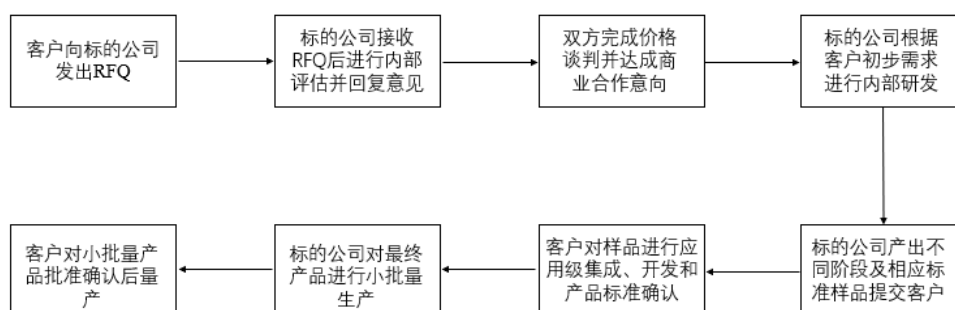 客户向标的公司
发出RFQ
标的公司接收
RFQ后进行内部
评估并回复意见
双方完成价格
谈判并达成商
业合作意向
标的公司根据
客户初步需求
进行内部研发
标的公司产出不
同阶段及相应标
准样品提交客户
客户对样品进行应
用级集成、开发和
产品标准确认
标的公司对最终
产品进行小批量
生产
客户对小批量产
品批准确认后量
产